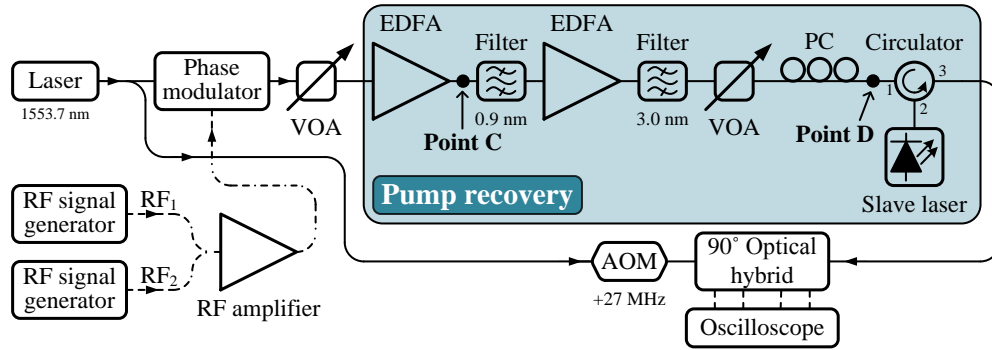 EDFA
EDFA
Filter
Filter
PC
Circulator
Laser
1553.7 nm
Phase
modulator
VOA
Point C
0.9 nm
3.0 nm
VOA
Point D
1
2
3
Pump recovery
Slave laser
RF signal
generator
RF1
RF signal
generator
RF2
RF amplifier
AOM
+27 MHz
90° Optical
hybrid
Oscilloscope